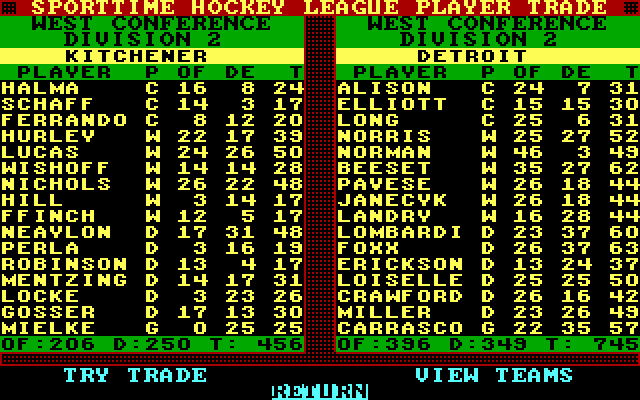 SPORTTIME HOCKEY LEAGUE PLAYER TRADE
WEST CONFERENCE
DIVISION 2
KITCHENER
PLAYER P OF DE T
HALMA C 16 8 24
SCHAFF C 14 3 17
FERRANDO C 8 12 20
HURLEY W 22 17 39
LUCAS W 24 26 50
WISHOFF W 14 14 28
NICHOLS W 26 22 48
HILL W 3 14 17
FFINCH W 12 5 17
NEAYLON D 17 31 48
PERLA D 3 16 19
ROBINSON D 13 4 17
MENTZING D 14 17 31
LOCKE D 3 23 26
GOSSER D 17 13 30
MIELKE G 0 25 25
OF:206 D:250 T: 456
WEST CONFERENCE
DIVISION 2
DETROIT
PLAYER P OF DE T
ALISON C 24 7 31
ELLIOTT C 15 15 30
LONG C 25 6 31
NORRIS W 25 27 52
NORMAN W 46 3 49
BEESET W 35 27 62
PAVESE W 26 18 44
JANECYK W 26 18 44
LANDRY W 16 28 44
LOMBARDI D 23 37 60
FOXX D 26 37 63
ERICKSON D 13 24 37
LOISELLE D 25 25 50
CRAWFORD D 26 16 42
MILLER D 23 26 49
CARRASCO G 22 35 57
OF:396 D:349 T: 745
TRY TRADE
VIEW TEAMS
RETURN